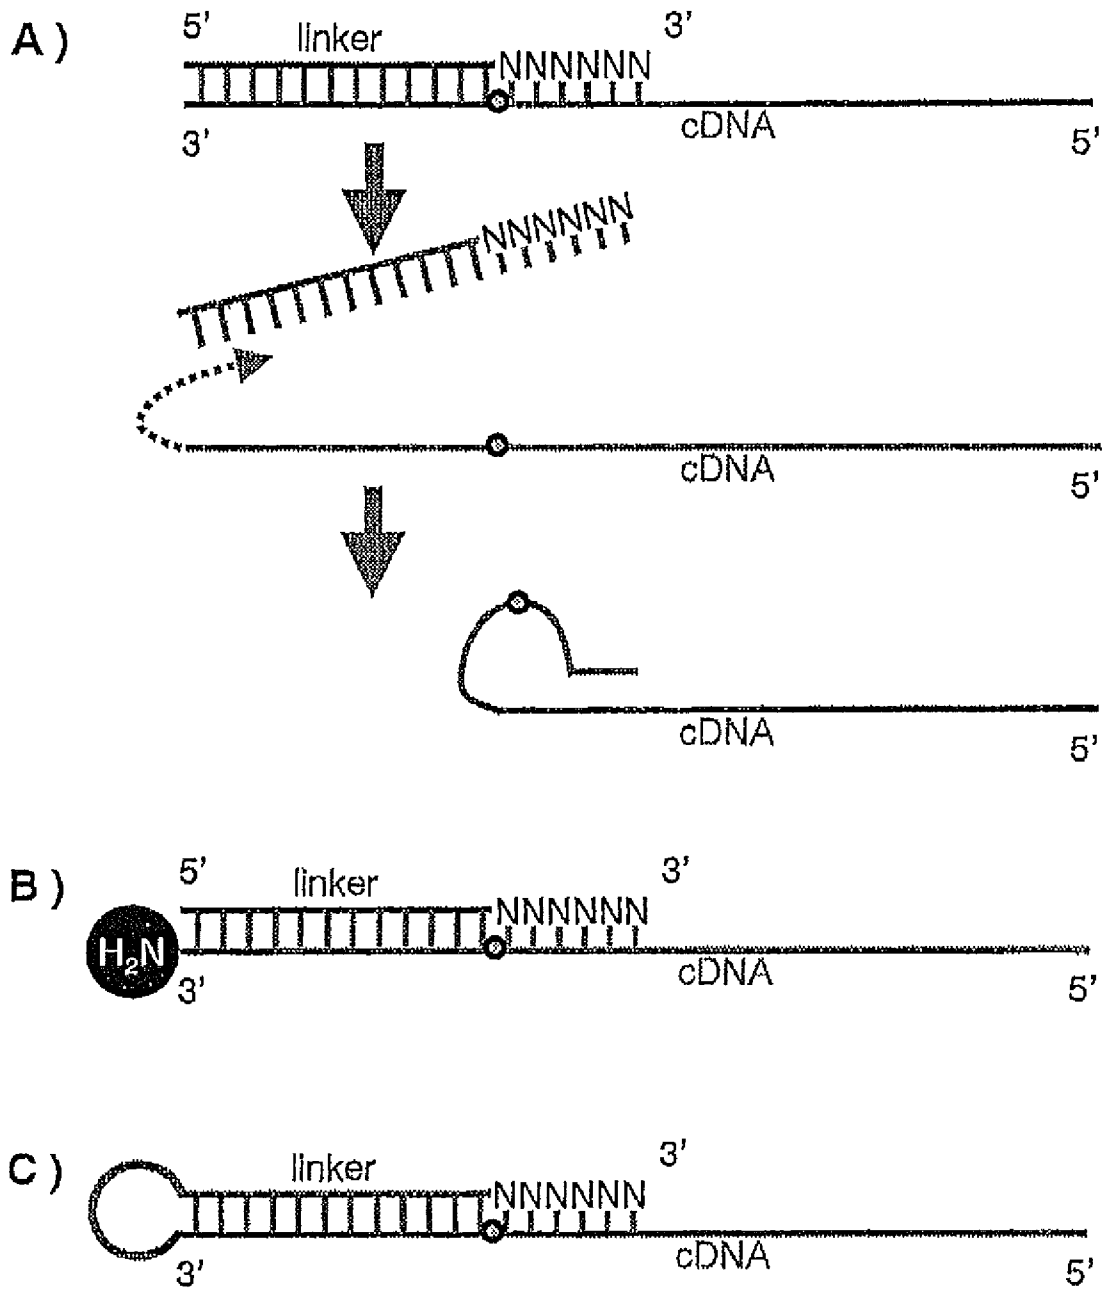 A) 5’ linker 3’
NNNNNN
3’ cDNA 5’
NNNNNN
cDNA 5’
cDNA 5’
B) 5’ linker 3’
NNNNNN
H2N
3’ cDNA 5’
C) linker 3’
NNNNNN
3’ cDNA 5’